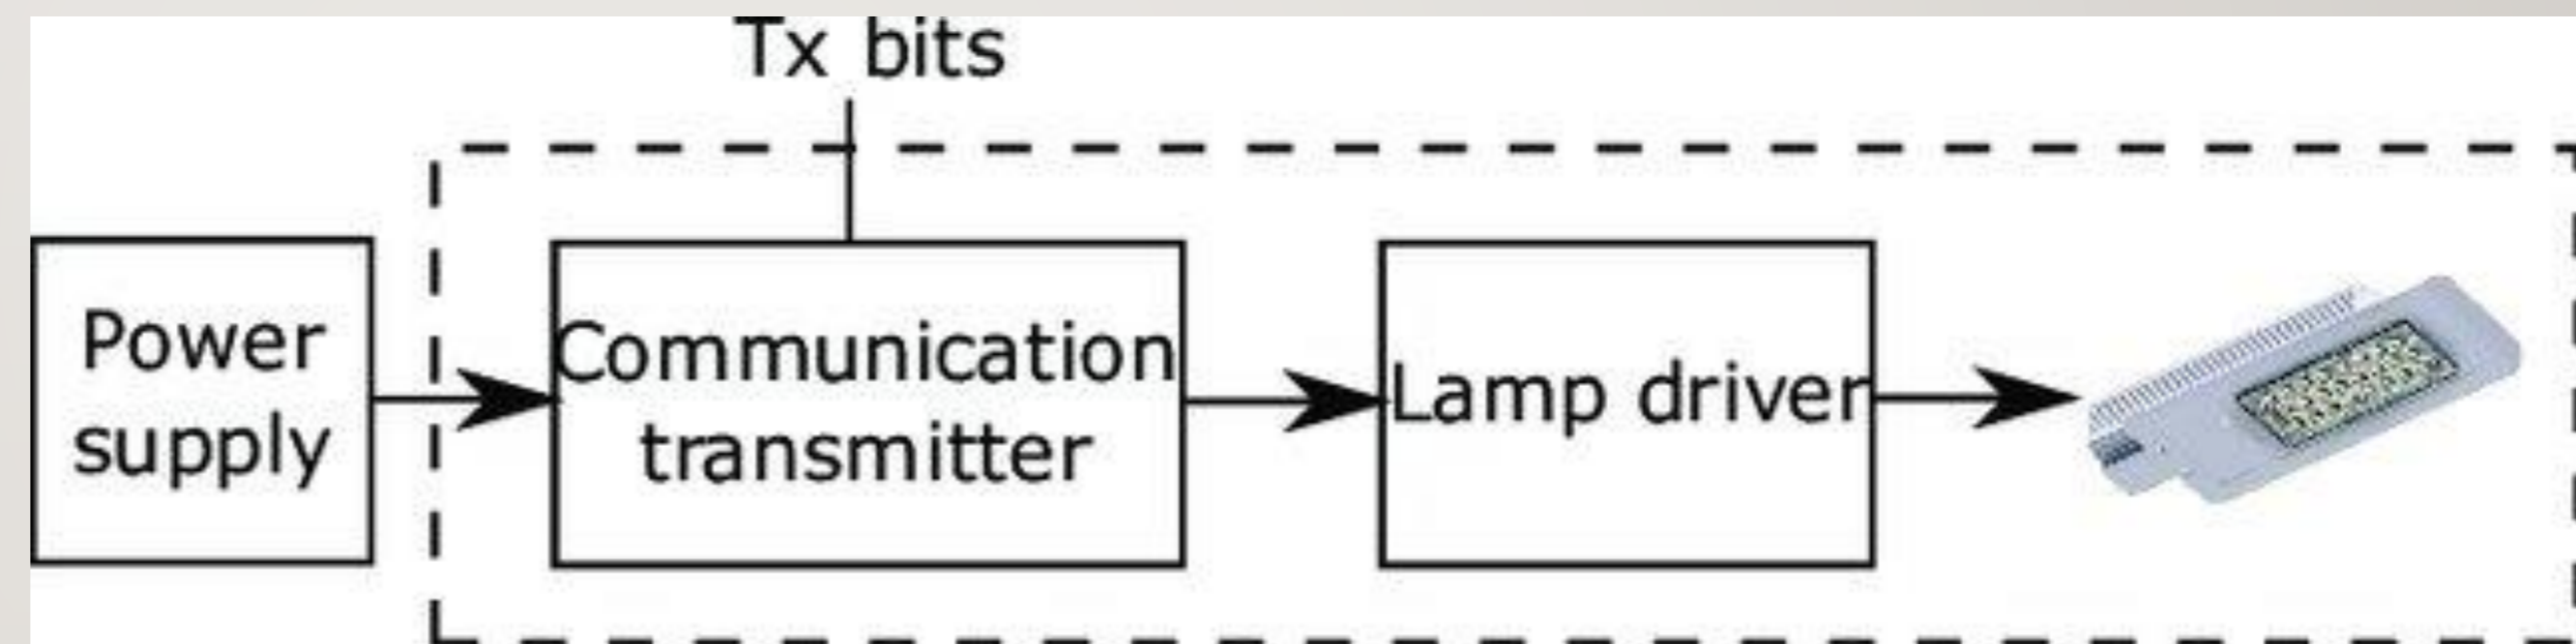 Tx bits
Power
supply
Communication
transmitter
Lamp driver